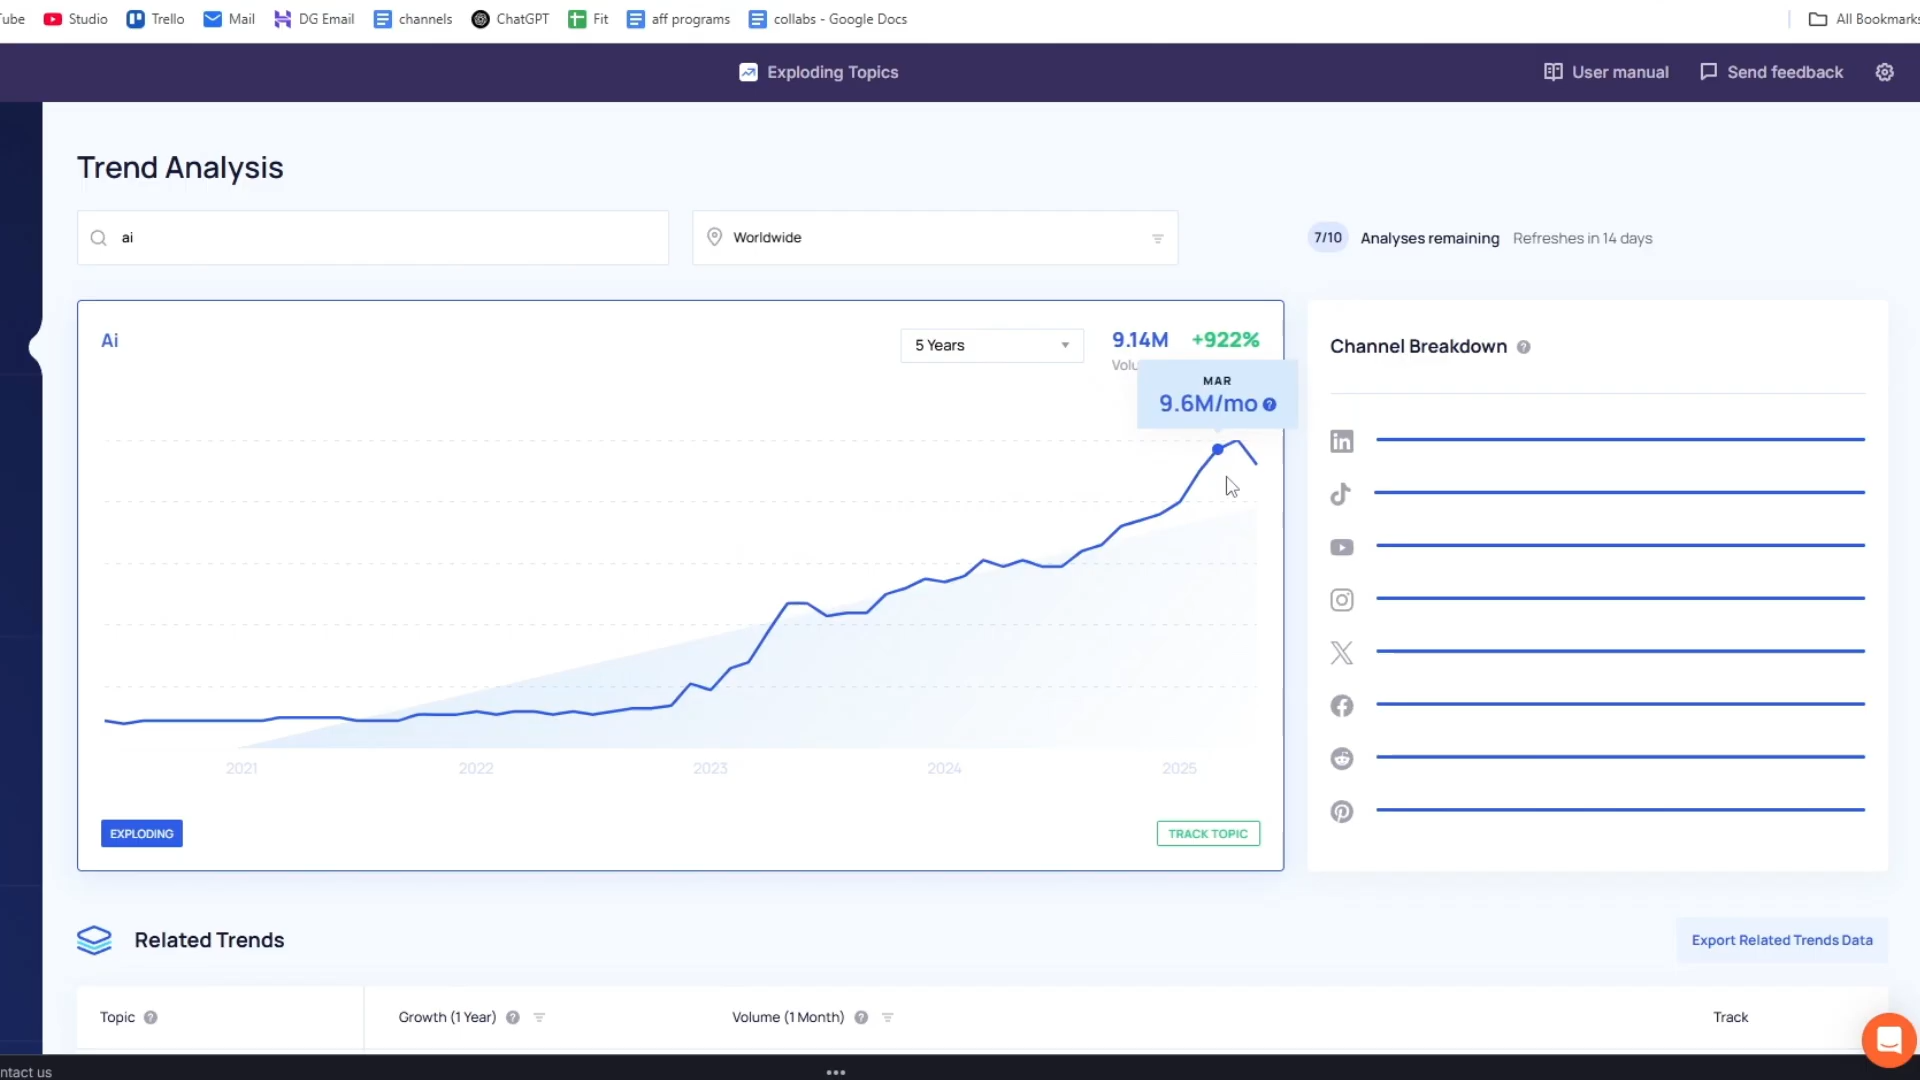 Tube
Studio
Trello
Mail
DG Email
channels
ChatGPT
Fit
aff programs
collabs - Google Docs
All Bookmarks
Exploding Topics
User manual
Send feedback
Trend Analysis
ai
Worldwide
7/10 Analyses remaining Refreshes in 14 days
Ai
5 Years
9.14M +922%
Volu
MAR
9.6M/mo
2021 2022 2023 2024 2025
EXPLODING
TRACK TOPIC
Channel Breakdown
Related Trends
Export Related Trends Data
Topic
Growth (1 Year)
Volume (1 Month)
Track
ntact us